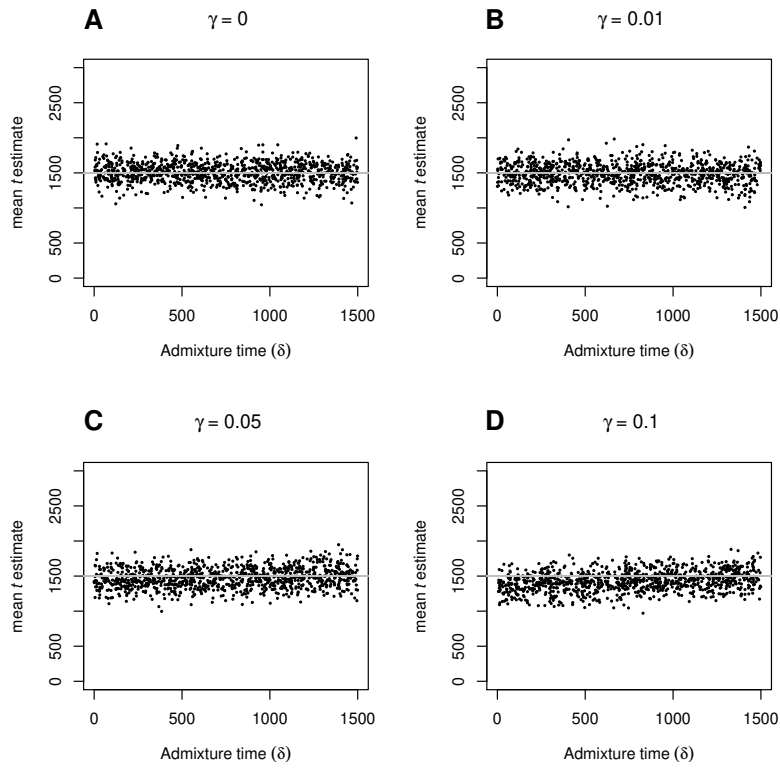 A
γ = 0
mean t estimate
0 500 1500 2500
0 500 1000 1500
Admixture time (δ)
B
γ = 0.01
mean t estimate
0 500 1500 2500
0 500 1000 1500
Admixture time (δ)
C
γ = 0.05
mean t estimate
0 500 1500 2500
0 500 1000 1500
Admixture time (δ)
D
γ = 0.1
mean t estimate
0 500 1500 2500
0 500 1000 1500
Admixture time (δ)